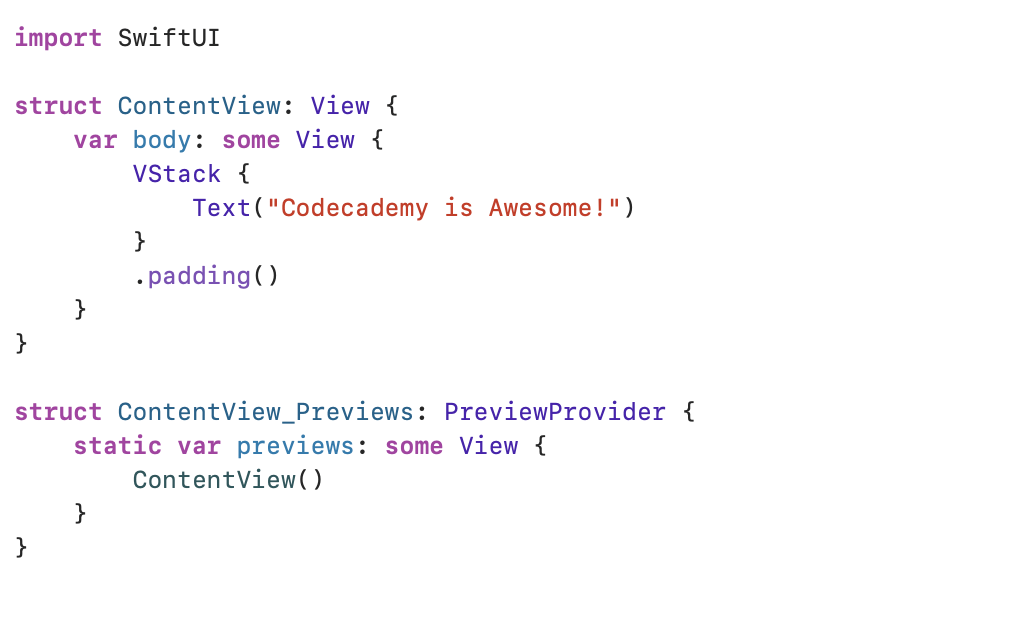 import SwiftUI

struct ContentView: View {
    var body: some View {
        VStack {
            Text("Codecademy is Awesome!")
        }
        .padding()
    }
}

struct ContentView_Previews: PreviewProvider {
    static var previews: some View {
        ContentView()
    }
}